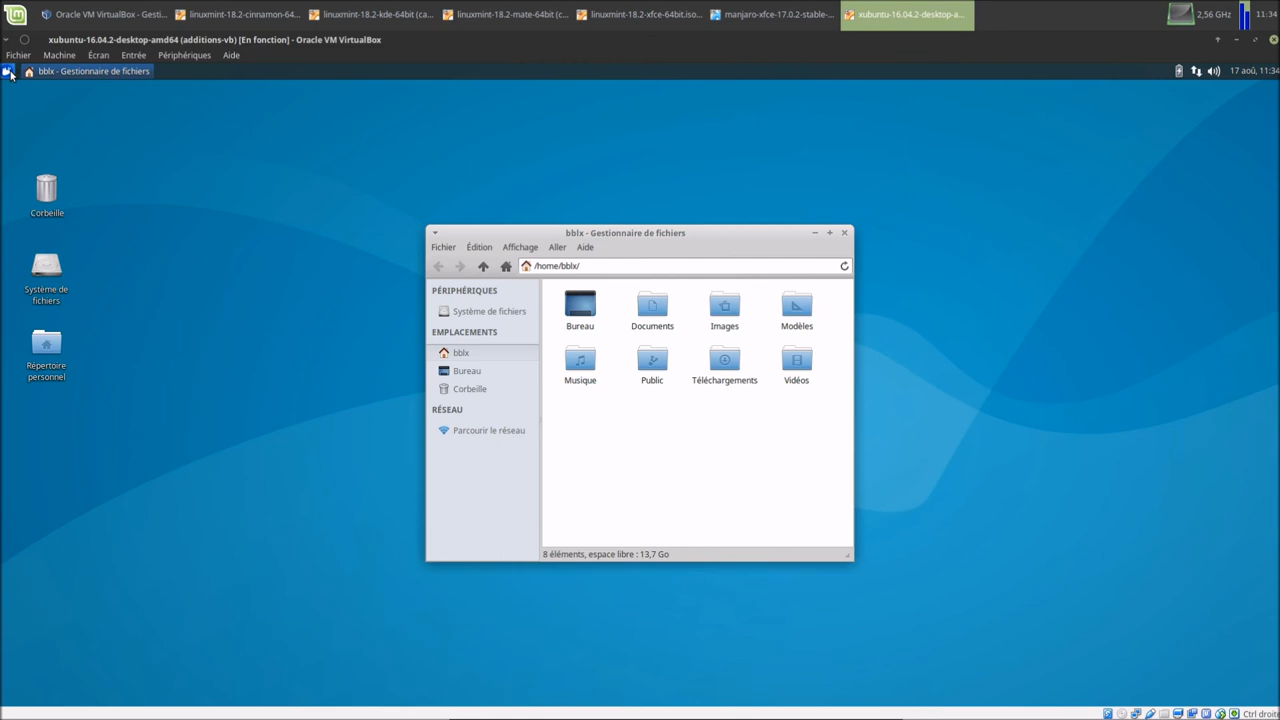 Oracle VM VirtualBox - Gesti... linuxmint-18.2-cinnamon-64... linuxmint-18.2-kde-64bit (ca... linuxmint-18.2-mate-64bit (c... linuxmint-18.2-xfce-64bit.iso... manjaro-xfce-17.0.2-stable-... xubuntu-16.04.2-desktop-a... 2,56 GHz 11:34
xubuntu-16.04.2-desktop-amd64 (additions-vb) [En fonction] - Oracle VM VirtualBox
Fichier Machine Écran Entrée Périphériques Aide
bblx - Gestionnaire de fichiers 17 aoû, 11:34
Corbeille
Système de
fichiers
Répertoire
personnel
bblx - Gestionnaire de fichiers
Fichier Édition Affichage Aller Aide
/home/bblx/
PÉRIPHÉRIQUES
Système de fichiers
EMPLACEMENTS
bblx
Bureau
Corbeille
RÉSEAU
Parcourir le réseau
Bureau Documents Images Modèles
Musique Public Téléchargements Vidéos
8 éléments, espace libre : 13,7 Go
Ctrl droite